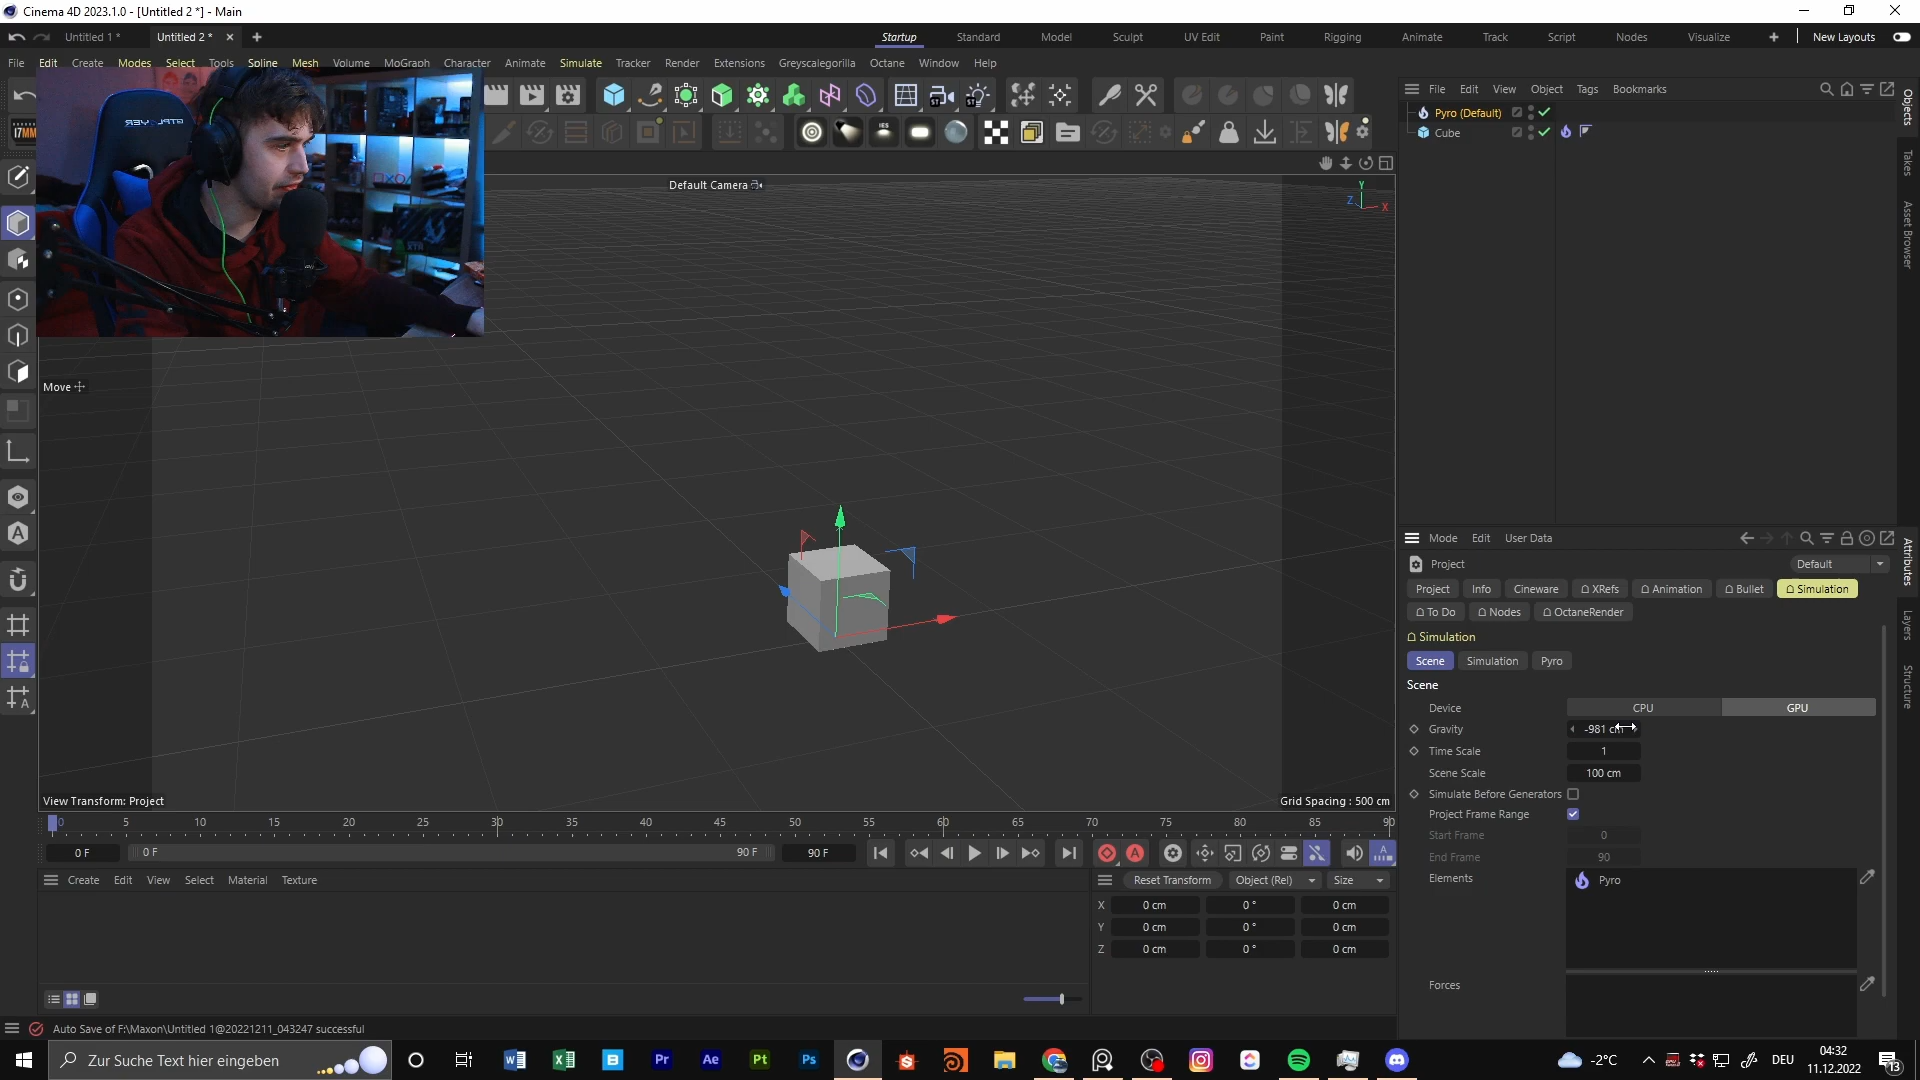 Cinema 4D 2023.1.0 - [Untitled 2 *] - Main
Untitled 1 *
Untitled 2 *
Startup
Standard
Model
Sculpt
UV Edit
Paint
Rigging
Animate
Track
Script
Nodes
Visualize
New Layouts
File Edit Create Modes Select Tools Spline Mesh Volume MoGraph Character Animate Simulate Tracker Render Extensions Greyscalegorilla Octane Window Help
File Edit View Object Tags Bookmarks
Pyro (Default)
Cube
Objects
Takes
Asset Browser
Default Camera
Y
Z
X
Move
View Transform: Project
Grid Spacing : 500 cm
Mode Edit User Data
Project
Default
Project Info Cineware XRefs Animation Bullet Simulation
To Do Nodes OctaneRender
Simulation
Scene Simulation Pyro
Scene
Device CPU GPU
Gravity -981 cm
Time Scale 1
Scene Scale 100 cm
Simulate Before Generators
Project Frame Range
Start Frame 0
End Frame 90
Elements Pyro
Forces
Attributes
Layers
Structure
0 5 10 15 20 25 30 35 40 45 50 55 60 65 70 75 80 85 90
0 F 0 F 90 F 90 F
Create Edit View Select Material Texture
Reset Transform Object (Rel) Size
X 0 cm 0 ° 0 cm
Y 0 cm 0 ° 0 cm
Z 0 cm 0 ° 0 cm
Auto Save of F:\Maxon\Untitled 1@20221211_043247 successful
Zur Suche Text hier eingeben
Pr
Ae
Pt
Ps
-2°C
DEU
04:32
11.12.2022
13